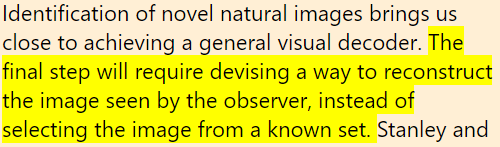 Identification of novel natural images brings us
close to achieving a general visual decoder. The
final step will require devising a way to reconstruct
the image seen by the observer, instead of
selecting the image from a known set. Stanley and